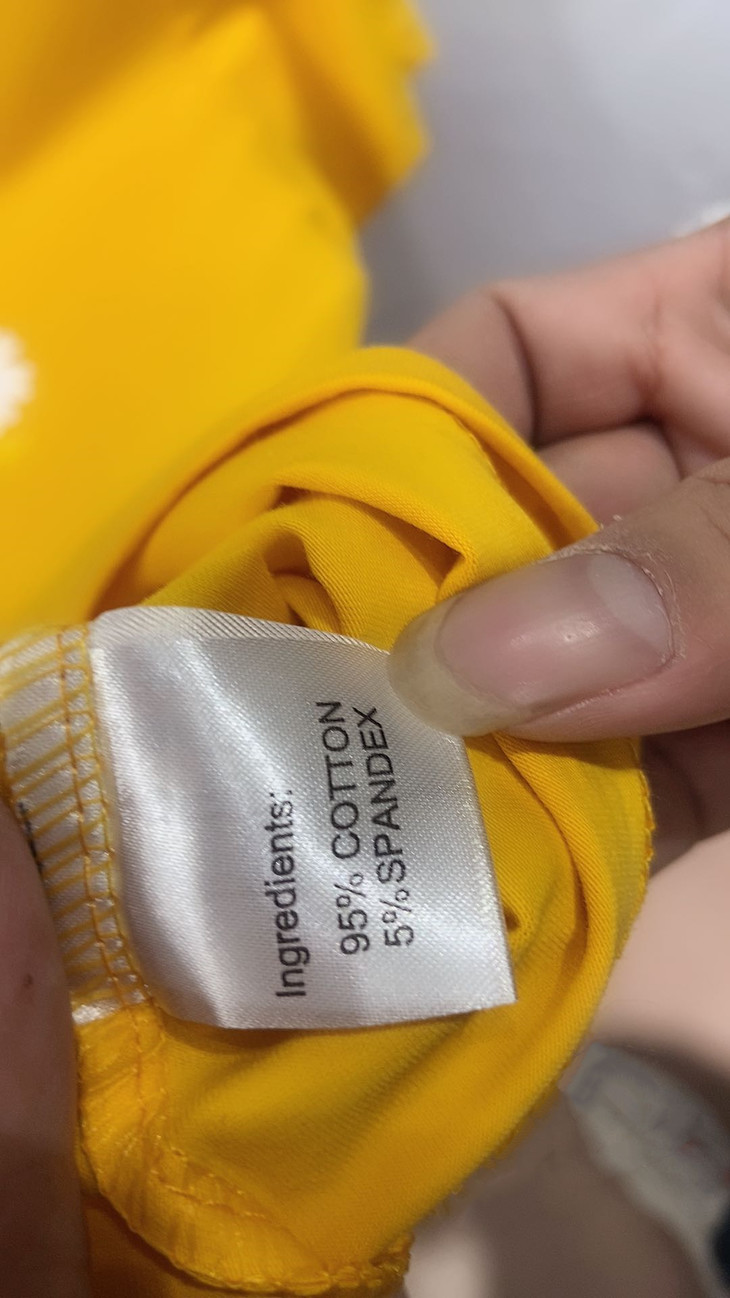 Ingredients:
95% COTTON
5%SPANDEX